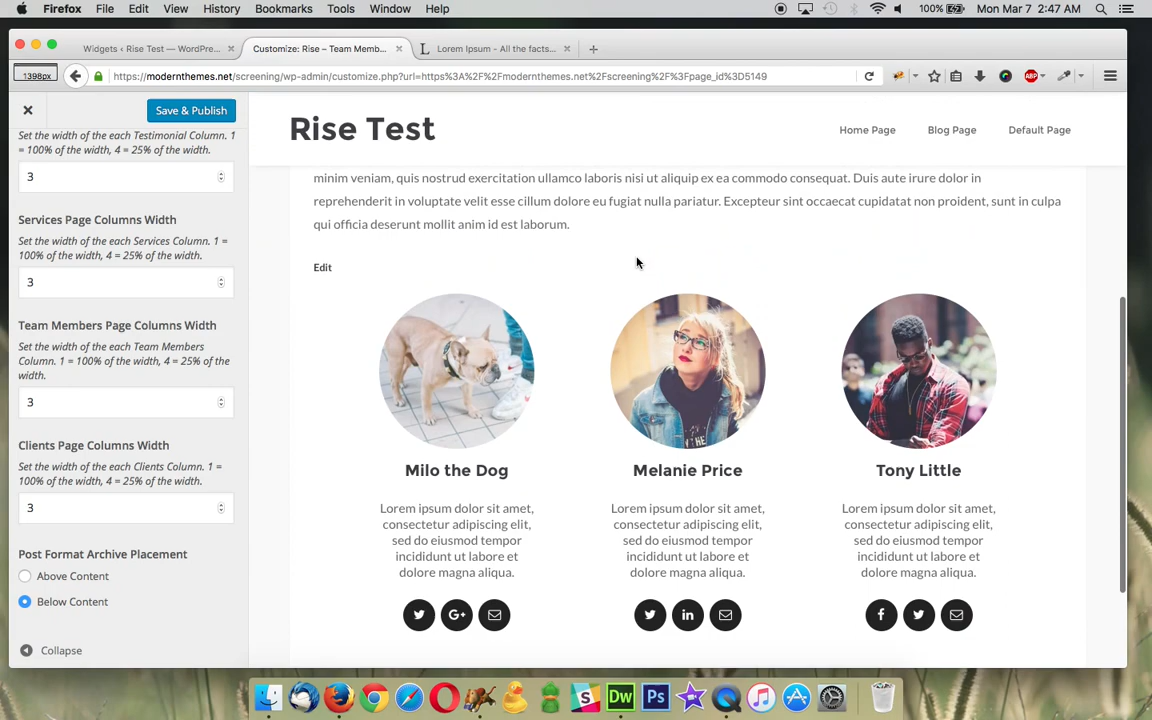 Firefox File Edit View History Bookmarks Tools Window Help 100% Mon Mar 7 2:47 AM
Widgets ‹ Rise Test — WordPre... Customize: Rise – Team Memb... Lorem Ipsum - All the facts...
1398px https://modernthemes.net/screening/wp-admin/customize.php?url=https%3A%2F%2Fmodernthemes.net%2Fscreening%2F%3Fpage_id%3D5149 ABP
Save & Publish
Set the width of the each Testimonial Column. 1
= 100% of the width, 4 = 25% of the width.
3
Services Page Columns Width
Set the width of the each Services Column. 1 =
100% of the width, 4 = 25% of the width.
3
Team Members Page Columns Width
Set the width of the each Team Members
Column. 1 = 100% of the width, 4 = 25% of the
width.
3
Clients Page Columns Width
Set the width of the each Clients Column. 1 =
100% of the width, 4 = 25% of the width.
3
Post Format Archive Placement
Above Content
Below Content
Collapse
Rise Test Home Page Blog Page Default Page
minim veniam, quis nostrud exercitation ullamco laboris nisi ut aliquip ex ea commodo consequat. Duis aute irure dolor in
reprehenderit in voluptate velit esse cillum dolore eu fugiat nulla pariatur. Excepteur sint occaecat cupidatat non proident, sunt in culpa
qui officia deserunt mollit anim id est laborum.
Edit
Milo the Dog
Lorem ipsum dolor sit amet,
consectetur adipiscing elit,
sed do eiusmod tempor
incididunt ut labore et
dolore magna aliqua.
G+
Melanie Price
Lorem ipsum dolor sit amet,
consectetur adipiscing elit,
sed do eiusmod tempor
incididunt ut labore et
dolore magna aliqua.
in
Tony Little
Lorem ipsum dolor sit amet,
consectetur adipiscing elit,
sed do eiusmod tempor
incididunt ut labore et
dolore magna aliqua.
f
Dw Ps